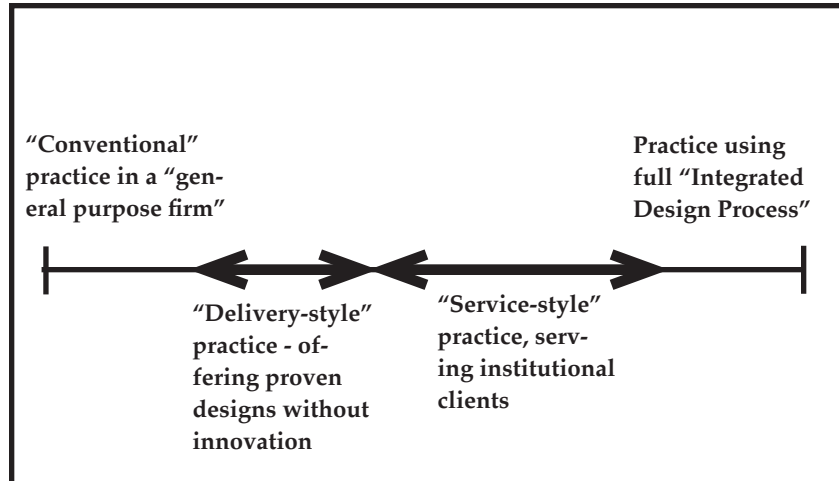 “Conventional”
practice in a “gen-
eral purpose firm”
Practice using
full “Integrated
Design Process”
“Delivery-style”
practice - of-
fering proven
designs without
innovation
“Service-style”
practice, serv-
ing institutional
clients